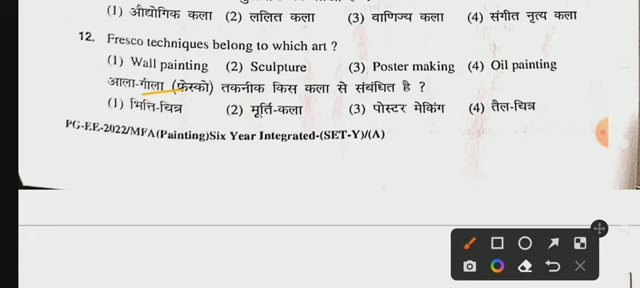 (1) औद्योगिक कला (2) ललित कला (3) वाणिज्य कला (4) संगीत नृत्य कला
12. Fresco techniques belong to which art ?
(1) Wall painting (2) Sculpture (3) Poster making (4) Oil painting
आला-गीला (फ्रेस्को) तकनीक किस कला से संबंधित है ?
(1) भित्ति-चित्र (2) मूर्ति-कला (3) पोस्टर मेकिंग (4) तैल-चित्र
PG-EE-2022/MFA(Painting)Six Year Integrated-(SET-Y)/(A)